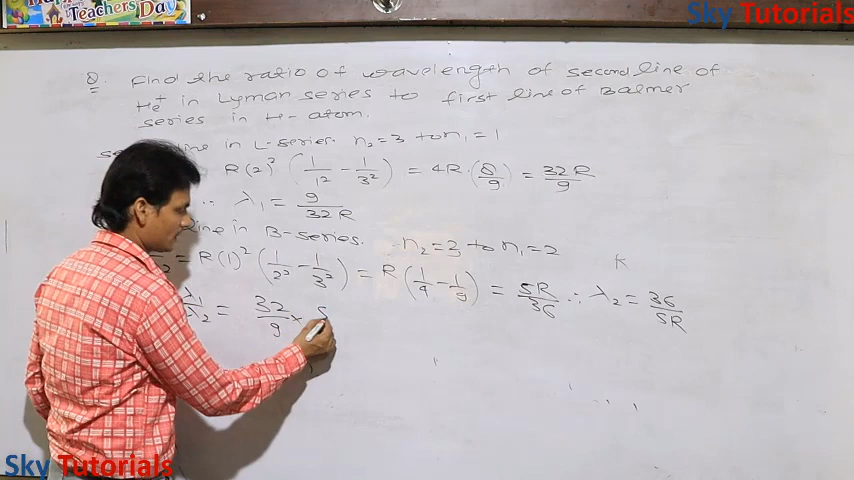 Teachers Day
Sky Tutorials
Q. Find the ratio of wavelength of second line of
He+ in Lyman series to first line of Balmer
series in H-atom.
line in L-series. n₂=3 to n₁=1
R(2)² (1/1² - 1/3²) = 4R (8/9) = 32R/9
∴ λ₁ = 9/32R
line in B-series. n₂=3 to n₁=2
= R(1)² (1/2² - 1/3²) = R (1/4 - 1/9) = 5R/36 ∴ λ₂ = 36/5R
λ₁/λ₂ = 32/9 × 5
Sky Tutorials